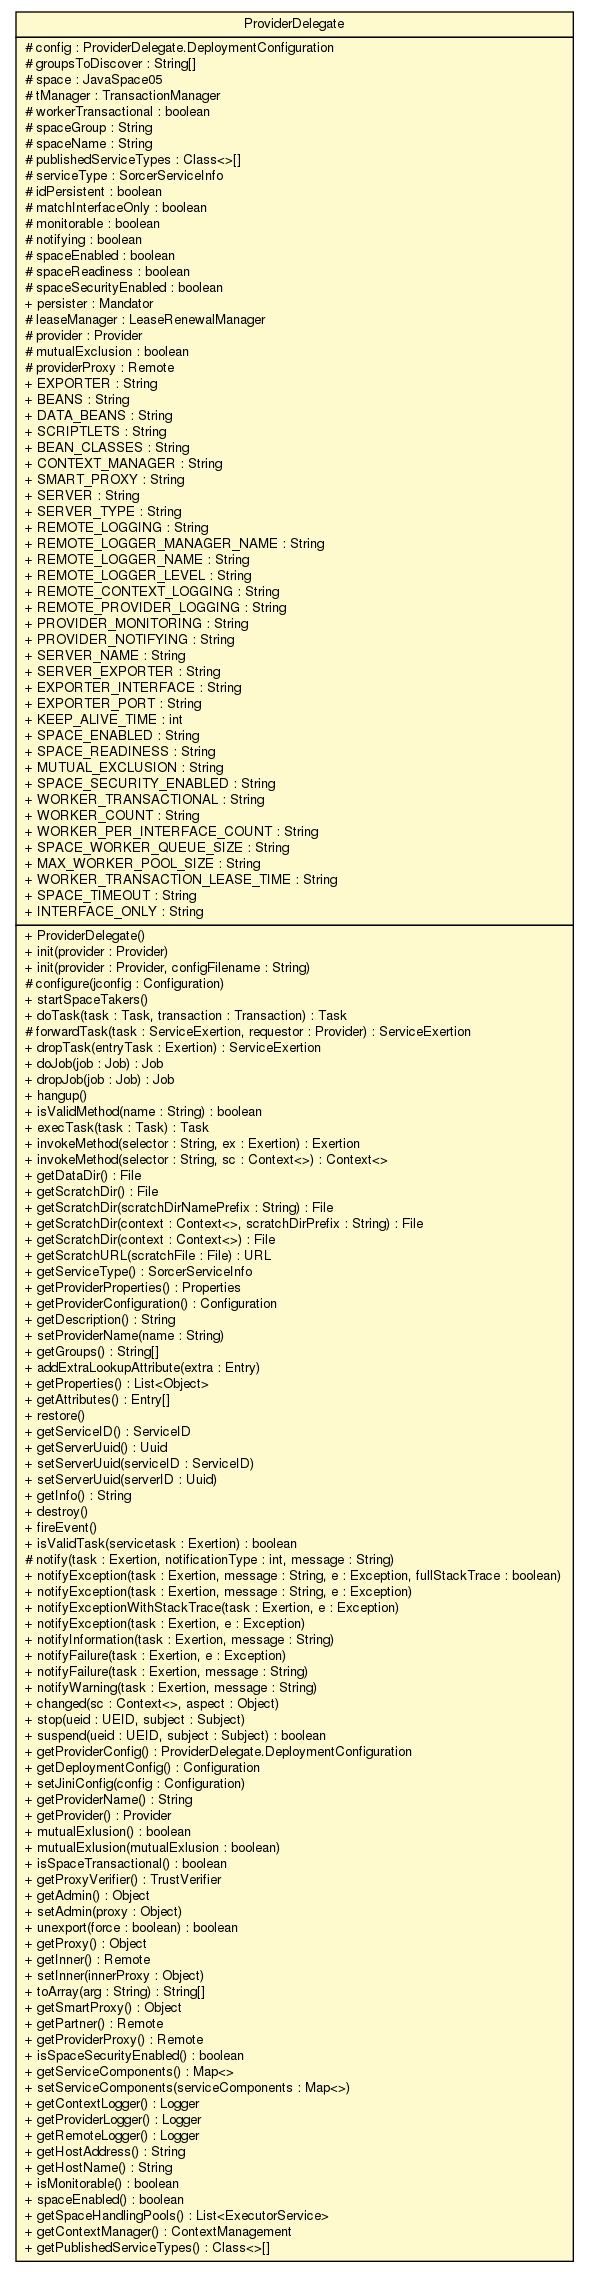 ProviderDelegate
# config : ProviderDelegate.DeploymentConfiguration
# groupsToDiscover : String[]
# space : JavaSpace05
# tManager : TransactionManager
# workerTransactional : boolean
# spaceGroup : String
# spaceName : String
# publishedServiceTypes : Class<>[]
# serviceType : SorcerServiceInfo
# idPersistent : boolean
# matchInterfaceOnly : boolean
# monitorable : boolean
# notifying : boolean
# spaceEnabled : boolean
# spaceReadiness : boolean
# spaceSecurityEnabled : boolean
+ persister : Mandator
# leaseManager : LeaseRenewalManager
# provider : Provider
# mutualExclusion : boolean
# providerProxy : Remote
+ EXPORTER : String
+ BEANS : String
+ DATA_BEANS : String
+ SCRIPTLETS : String
+ BEAN_CLASSES : String
+ CONTEXT_MANAGER : String
+ SMART_PROXY : String
+ SERVER : String
+ SERVER_TYPE : String
+ REMOTE_LOGGING : String
+ REMOTE_LOGGER_MANAGER_NAME : String
+ REMOTE_LOGGER_NAME : String
+ REMOTE_LOGGER_LEVEL : String
+ REMOTE_CONTEXT_LOGGING : String
+ REMOTE_PROVIDER_LOGGING : String
+ PROVIDER_MONITORING : String
+ PROVIDER_NOTIFYING : String
+ SERVER_NAME : String
+ SERVER_EXPORTER : String
+ EXPORTER_INTERFACE : String
+ EXPORTER_PORT : String
+ KEEP_ALIVE_TIME : int
+ SPACE_ENABLED : String
+ SPACE_READINESS : String
+ MUTUAL_EXCLUSION : String
+ SPACE_SECURITY_ENABLED : String
+ WORKER_TRANSACTIONAL : String
+ WORKER_COUNT : String
+ WORKER_PER_INTERFACE_COUNT : String
+ SPACE_WORKER_QUEUE_SIZE : String
+ MAX_WORKER_POOL_SIZE : String
+ WORKER_TRANSACTION_LEASE_TIME : String
+ SPACE_TIMEOUT : String
+ INTERFACE_ONLY : String
+ ProviderDelegate()
+ init(provider : Provider)
+ init(provider : Provider, configFilename : String)
# configure(jconfig : Configuration)
+ startSpaceTakers()
+ doTask(task : Task, transaction : Transaction) : Task
# forwardTask(task : ServiceExertion, requestor : Provider) : ServiceExertion
+ dropTask(entryTask : Exertion) : ServiceExertion
+ doJob(job : Job) : Job
+ dropJob(job : Job) : Job
+ hangup()
+ isValidMethod(name : String) : boolean
+ execTask(task : Task) : Task
+ invokeMethod(selector : String, ex : Exertion) : Exertion
+ invokeMethod(selector : String, sc : Context<>) : Context<>
+ getDataDir() : File
+ getScratchDir() : File
+ getScratchDir(scratchDirNamePrefix : String) : File
+ getScratchDir(context : Context<>, scratchDirPrefix : String) : File
+ getScratchDir(context : Context<>) : File
+ getScratchURL(scratchFile : File) : URL
+ getServiceType() : SorcerServiceInfo
+ getProviderProperties() : Properties
+ getProviderConfiguration() : Configuration
+ getDescription() : String
+ setProviderName(name : String)
+ getGroups() : String[]
+ addExtraLookupAttribute(extra : Entry)
+ getProperties() : List<Object>
+ getAttributes() : Entry[]
+ restore()
+ getServiceID() : ServiceID
+ getServerUuid() : Uuid
+ setServerUuid(serviceID : ServiceID)
+ setServerUuid(serverID : Uuid)
+ getInfo() : String
+ destroy()
+ fireEvent()
+ isValidTask(servicetask : Exertion) : boolean
# notify(task : Exertion, notificationType : int, message : String)
+ notifyException(task : Exertion, message : String, e : Exception, fullStackTrace : boolean)
+ notifyException(task : Exertion, message : String, e : Exception)
+ notifyExceptionWithStackTrace(task : Exertion, e : Exception)
+ notifyException(task : Exertion, e : Exception)
+ notifyInformation(task : Exertion, message : String)
+ notifyFailure(task : Exertion, e : Exception)
+ notifyFailure(task : Exertion, message : String)
+ notifyWarning(task : Exertion, message : String)
+ changed(sc : Context<>, aspect : Object)
+ stop(ueid : UEID, subject : Subject)
+ suspend(ueid : UEID, subject : Subject) : boolean
+ getProviderConfig() : ProviderDelegate.DeploymentConfiguration
+ getDeploymentConfig() : Configuration
+ setJiniConfig(config : Configuration)
+ getProviderName() : String
+ getProvider() : Provider
+ mutualExlusion() : boolean
+ mutualExlusion(mutualExlusion : boolean)
+ isSpaceTransactional() : boolean
+ getProxyVerifier() : TrustVerifier
+ getAdmin() : Object
+ setAdmin(proxy : Object)
+ unexport(force : boolean) : boolean
+ getProxy() : Object
+ getInner() : Remote
+ setInner(innerProxy : Object)
+ toArray(arg : String) : String[]
+ getSmartProxy() : Object
+ getPartner() : Remote
+ getProviderProxy() : Remote
+ isSpaceSecurityEnabled() : boolean
+ getServiceComponents() : Map<>
+ setServiceComponents(serviceComponents : Map<>)
+ getContextLogger() : Logger
+ getProviderLogger() : Logger
+ getRemoteLogger() : Logger
+ getHostAddress() : String
+ getHostName() : String
+ isMonitorable() : boolean
+ spaceEnabled() : boolean
+ getSpaceHandlingPools() : List<ExecutorService>
+ getContextManager() : ContextManagement
+ getPublishedServiceTypes() : Class<>[]